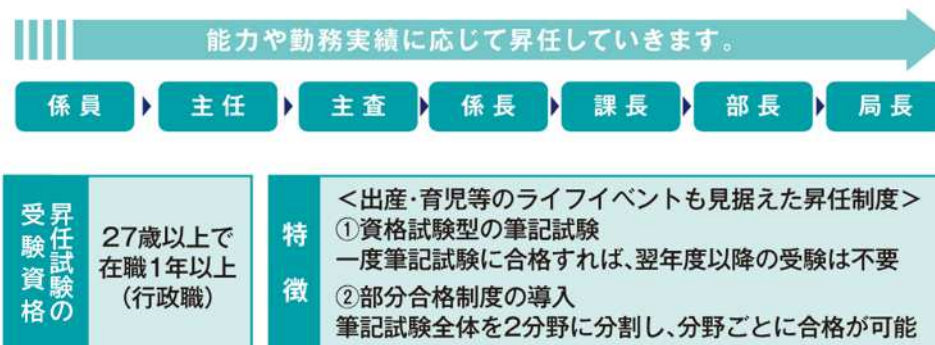 能力や勤務実績に応じて昇任していきます。
係員
主任
主査
係長
課長
部長
局長
昇任試験の
受験資格
27歳以上で
在職1年以上
(行政職)
特徴
<出産・育児等のライフイベントも見据えた昇任制度>
①資格試験型の筆記試験
一度筆記試験に合格すれば、翌年度以降の受験は不要
②部分合格制度の導入
筆記試験全体を2分野に分割し、分野ごとに合格が可能